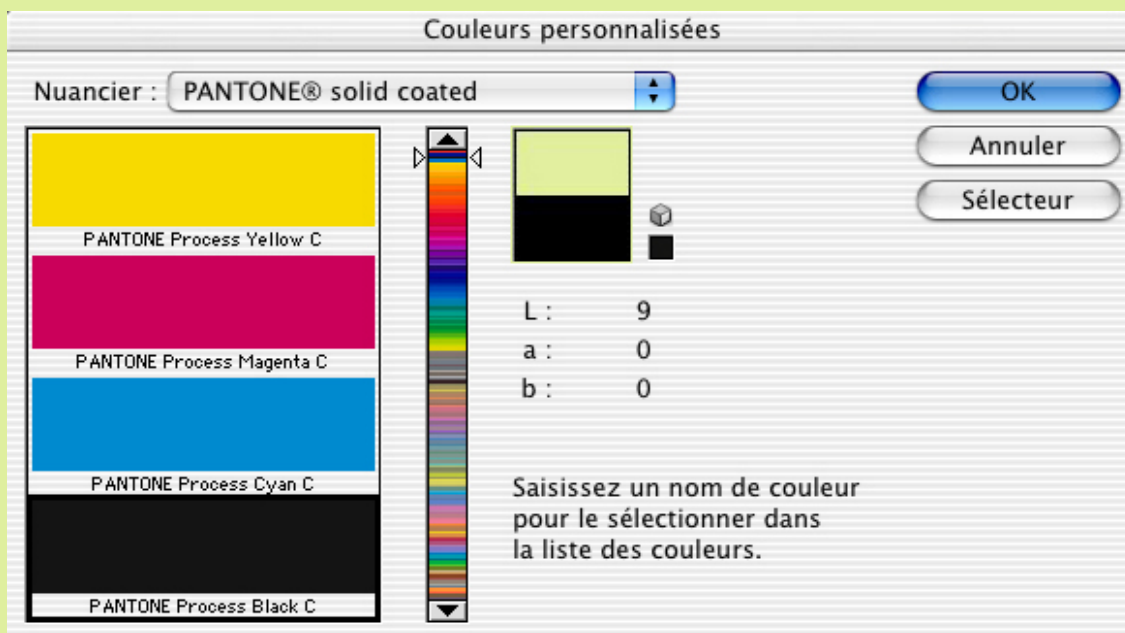 Couleurs personnalisées
Nuancier : PANTONE® solid coated
OK
Annuler
Sélecteur
PANTONE Process Yellow C
PANTONE Process Magenta C
PANTONE Process Cyan C
PANTONE Process Black C
L : 9
a : 0
b : 0
Saisissez un nom de couleur
pour le sélectionner dans
la liste des couleurs.